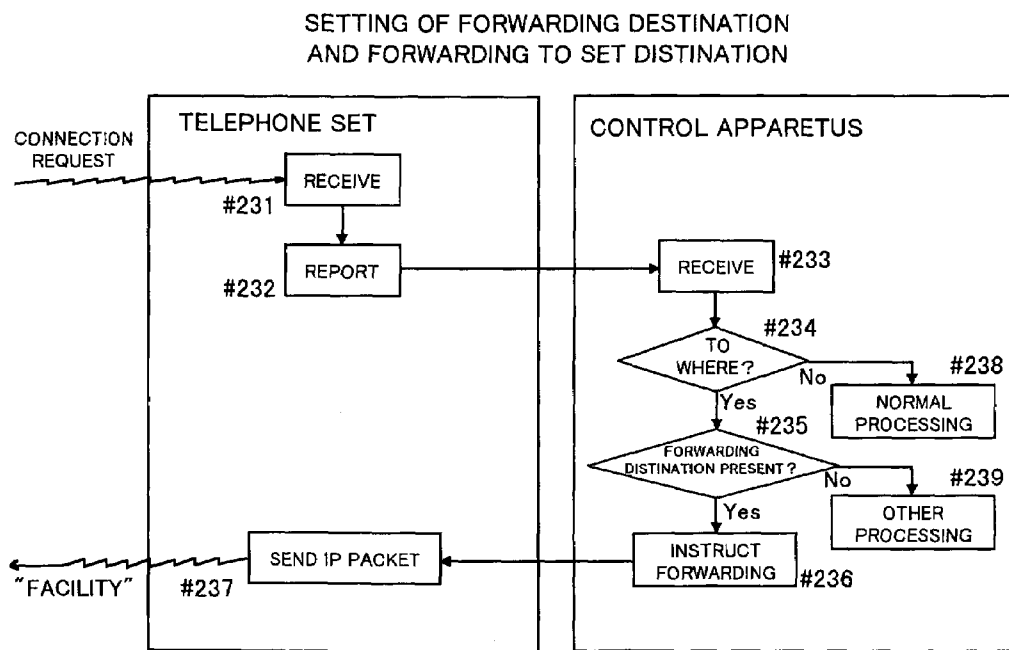 SETTING OF FORWARDING DESTINATION
AND FORWARDING TO SET DISTINATION
TELEPHONE SET
CONTROL APPARETUS
CONNECTION
REQUEST
RECEIVE
#231
REPORT
#232
RECEIVE
#233
#234
TO
WHERE?
No
#238
NORMAL
PROCESSING
Yes
#235
FORWARDING
DISTINATION PRESENT?
No
#239
OTHER
PROCESSING
Yes
INSTRUCT
FORWARDING
#236
SEND IP PACKET
#237
"FACILITY"